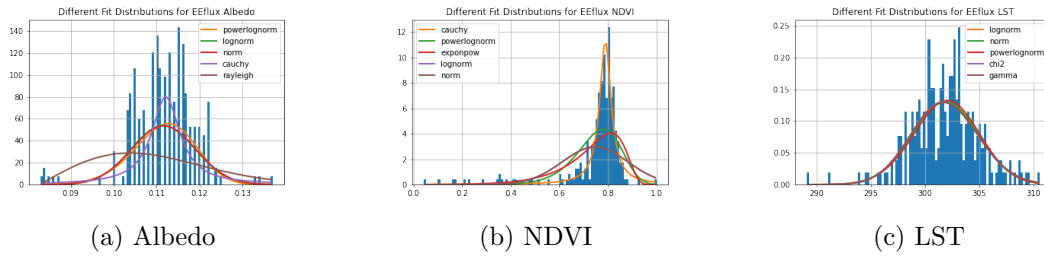 Different Fit Distributions for EEflux Albedo
140
120
100
80
60
40
20
0
0.09
0.10
0.11
0.12
0.13
powerlognorm
lognorm
norm
cauchy
rayleigh
(a) Albedo
Different Fit Distributions for EEflux NDVI
12
10
8
6
4
2
0
0.0
0.2
0.4
0.6
0.8
1.0
cauchy
powerlognorm
exponpow
lognorm
norm
(b) NDVI
Different Fit Distributions for EEflux LST
0.25
0.20
0.15
0.10
0.05
0.00
290
295
300
305
310
lognorm
norm
powerlognorm
chi2
gamma
(c) LST